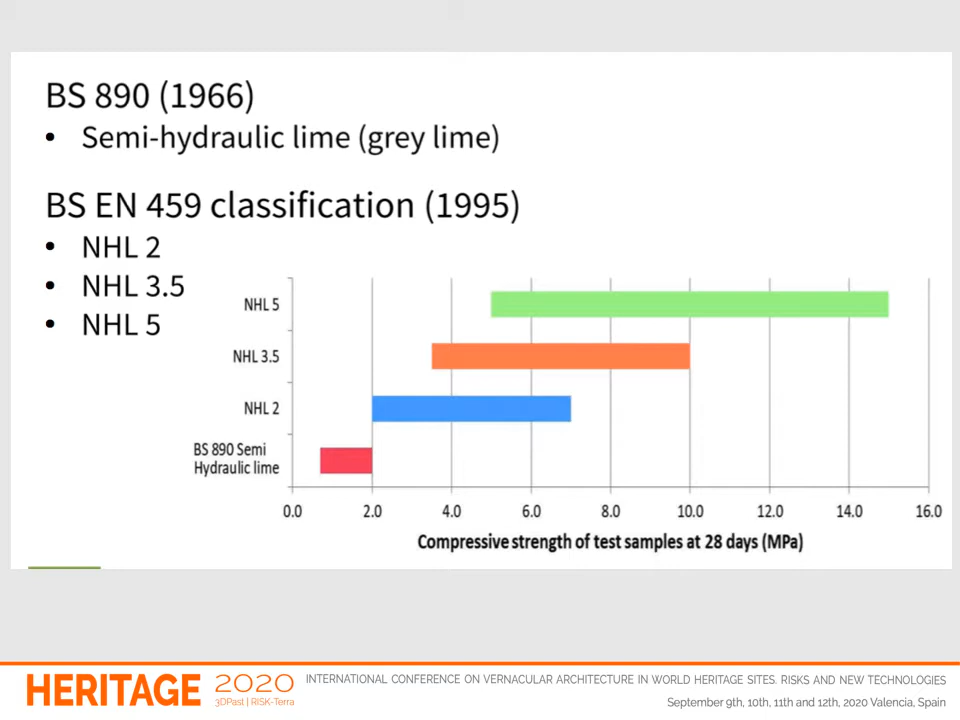 BS 890 (1966)
• Semi-hydraulic lime (grey lime)
BS EN 459 classification (1995)
• NHL 2
• NHL 3.5
• NHL 5
NHL 5
NHL 3.5
NHL 2
BS 890 Semi
Hydraulic lime
0.0 2.0 4.0 6.0 8.0 10.0 12.0 14.0 16.0
Compressive strength of test samples at 28 days (MPa)
HERITAGE 2020
3DPast | RISK-Terra
INTERNATIONAL CONFERENCE ON VERNACULAR ARCHITECTURE IN WORLD HERITAGE SITES. RISKS AND NEW TECHNOLOGIES
September 9th, 10th, 11th and 12th, 2020 Valencia, Spain